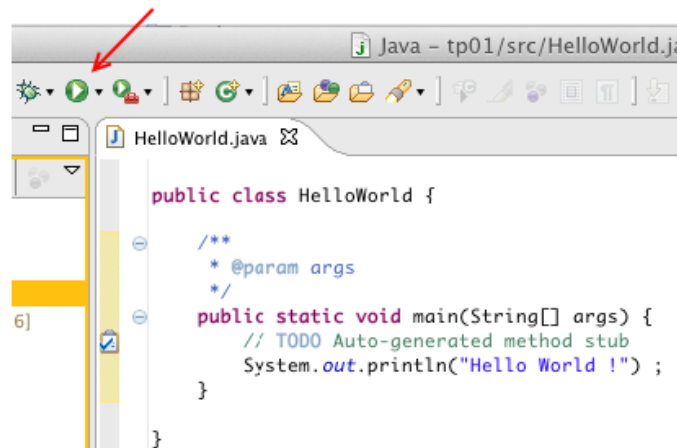 Java – tp01/src/HelloWorld.ja
HelloWorld.java
public class HelloWorld {
/**
* @param args
*/
6]
public static void main(String[] args) {
// TODO Auto-generated method stub
System.out.println("Hello World !") ;
}
}